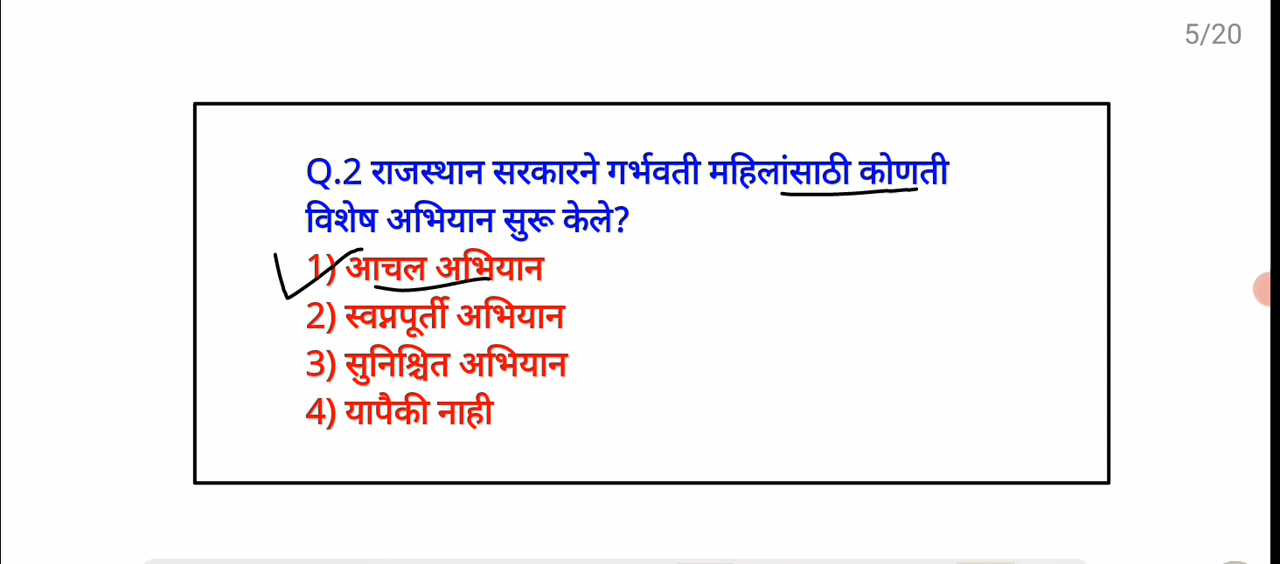 5/20
Q.2 राजस्थान सरकारने गर्भवती महिलांसाठी कोणती
विशेष अभियान सुरू केले?
1) आचल अभियान
2) स्वप्नपूर्ती अभियान
3) सुनिश्चित अभियान
4) यापैकी नाही